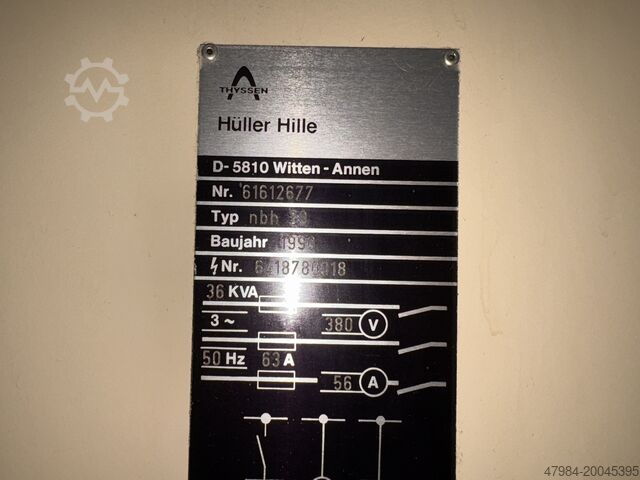 THYSSEN
Hüller Hille
D-5810 Witten-Annen
Nr. 61612677
Typ nbh
Baujahr
Nr.
36 KVA
3~ 380 V
50 Hz 63 A
56 A
47984-20045395